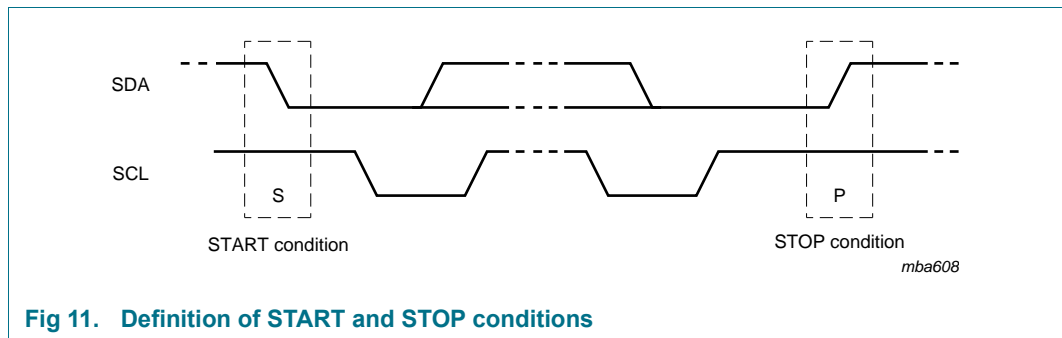 SDA
SCL
S
P
START condition
STOP condition
mba608
Fig 11. Definition of START and STOP conditions